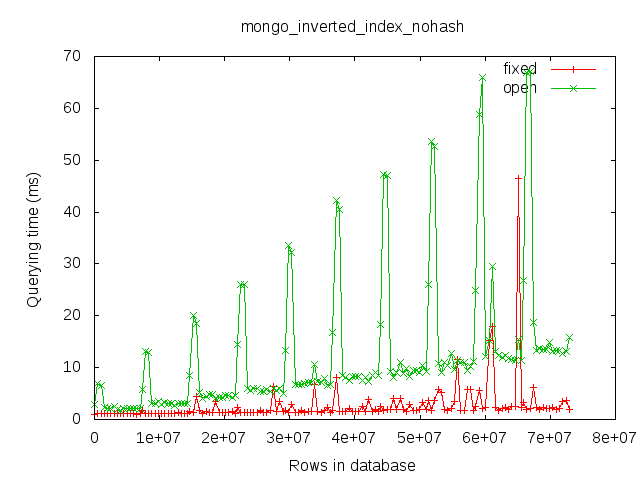 mongo_inverted_index_nohash
fixed
open
Querying time (ms)
70
60
50
40
30
20
10
0
0 1e+07 2e+07 3e+07 4e+07 5e+07 6e+07 7e+07 8e+07
Rows in database